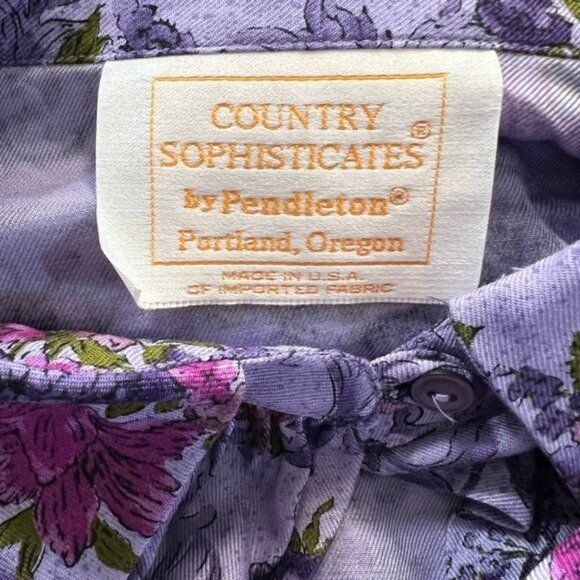 COUNTRY
SOPHISTICATES®
by Pendleton®
Portland, Oregon
MADE IN U.S.A.
OF IMPORTED FABRIC